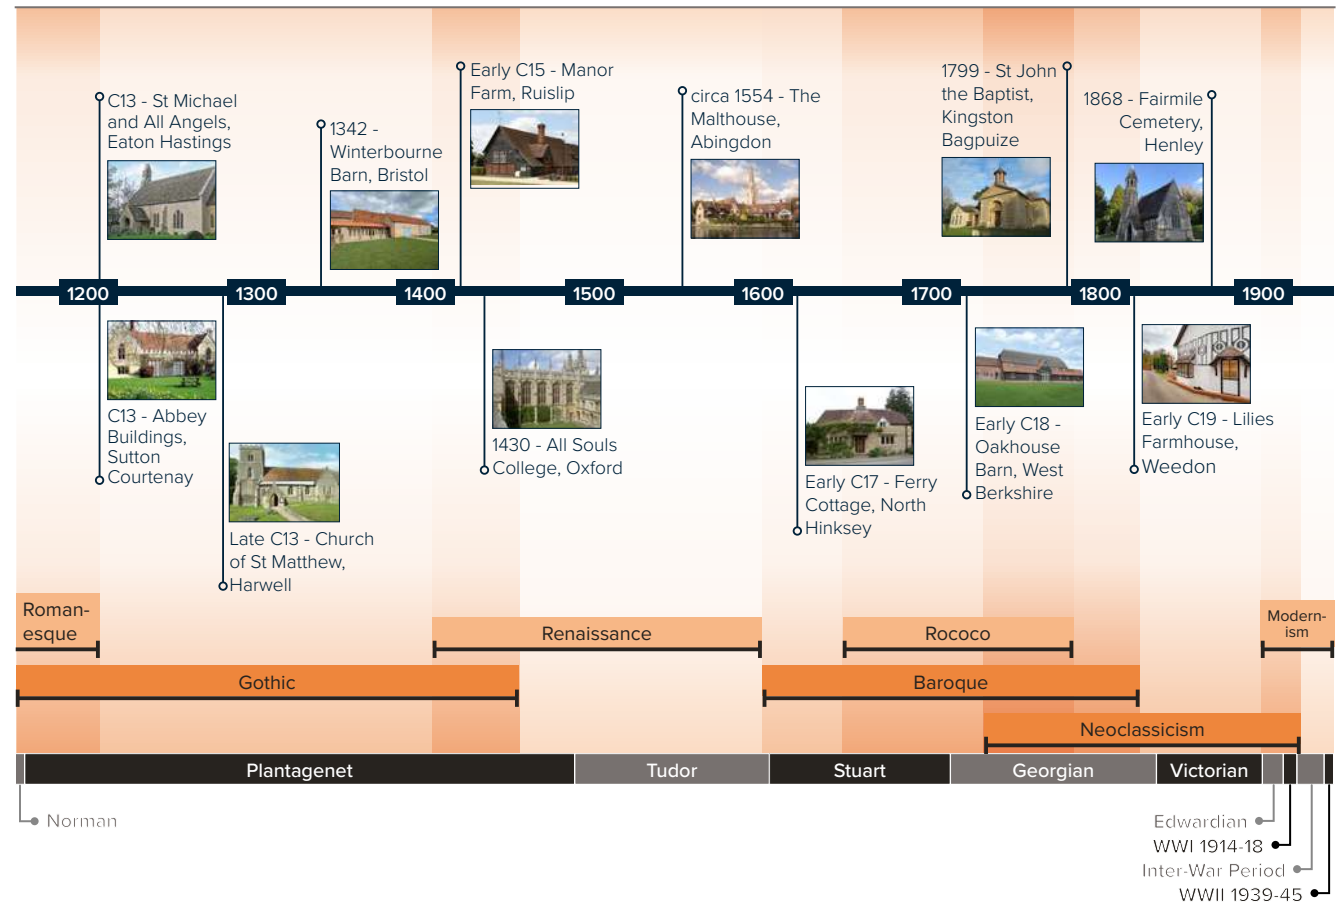 C13 - St Michael
and All Angels,
Eaton Hastings
1342 -
Winterbourne
Barn, Bristol
Early C15 - Manor
Farm, Ruislip
circa 1554 - The
Malthouse,
Abingdon
1799 - St John
the Baptist,
Kingston
Bagpuize
1868 - Fairmile
Cemetery,
Henley
1200
1300
1400
1500
1600
1700
1800
1900
C13 - Abbey
Buildings,
Sutton
Courtenay
Late C13 - Church
of St Matthew,
Harwell
1430 - All Souls
College, Oxford
Early C17 - Ferry
Cottage, North
Hinksey
Early C18 -
Oakhouse
Barn, West
Berkshire
Early C19 - Lilies
Farmhouse,
Weedon
Roman-
esque
Renaissance
Rococo
Modern-
ism
Gothic
Baroque
Neoclassicism
Plantagenet
Tudor
Stuart
Georgian
Victorian
Norman
Edwardian
WWI 1914-18
Inter-War Period
WWII 1939-45